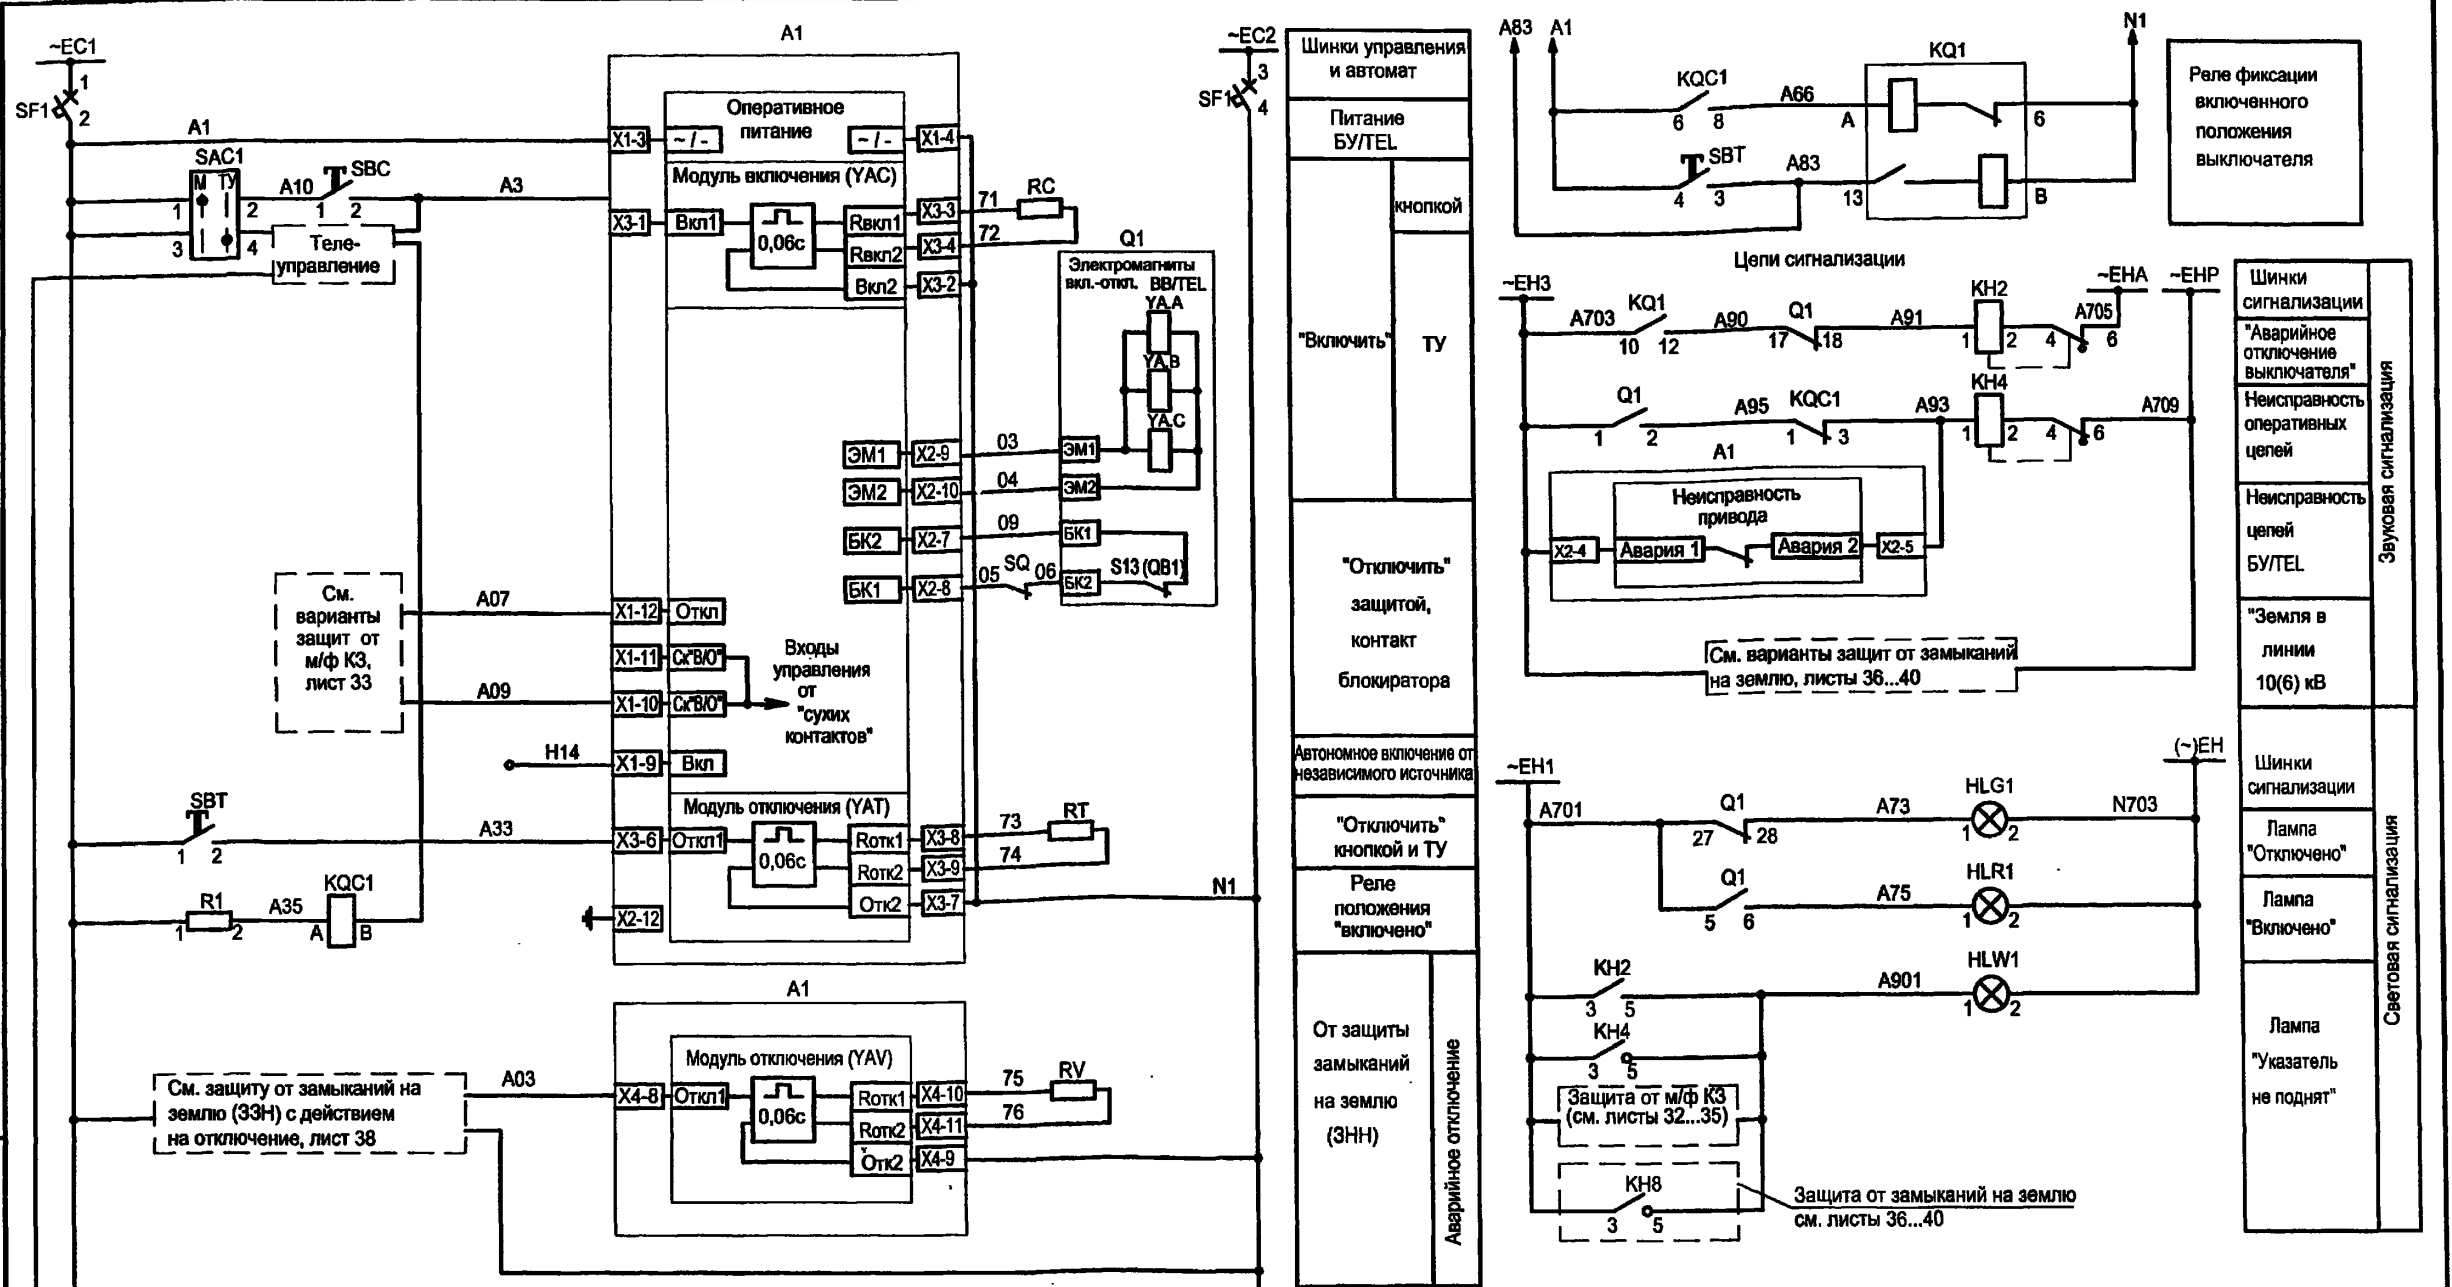 ~EC1
1
SF1
2
A1
SAC1
М ТУ
1
2
3
4
A10
SBC
1 2
A3
Теле-
управление
См.
варианты
защит от
м/ф КЗ,
лист 33
A07
A09
H14
SBT
1 2
A33
R1
1 2
A35
KQC1
A B
См. защиту от замыканий на
землю (ЗЗН) с действием
на отключение, лист 38
A03
A1
Оперативное
питание
X1-3
~ / -
~ / -
X1-4
Модуль включения (YAC)
X3-1
Вкл1
0,06с
Rвкл1
X3-3
Rвкл2
X3-4
Вкл2
X3-2
71
RC
72
ЭМ1
X2-9
03
ЭМ2
X2-10
04
БК2
X2-7
09
БК1
X2-8
05
SQ
06
Q1
Электромагниты
вкл.-откл. BB/TEL
YA.A
YA.B
YA.C
ЭМ1
ЭМ2
БК1
БК2
S13 (QB1)
X1-12
Откл
X1-11
Ск"В/О"
X1-10
Ск"В/О"
Входы
управления
от
"сухих
контактов"
X1-9
Вкл
Модуль отключения (YAT)
X3-6
Откл1
0,06с
Rотк1
X3-8
Rотк2
X3-9
Отк2
X3-7
73
RT
74
N1
X2-12
A1
Модуль отключения (YAV)
X4-8
Откл1
0,06с
Rотк1
X4-10
Rотк2
X4-11
Отк2
X4-9
75
RV
76
~EC2
3
SF1
4
Шинки управления
и автомат
Питание
БУ/TEL
"Включить"
кнопкой
ТУ
"Отключить"
защитой,
контакт
блокиратора
Автономное включение от
независимого источника
"Отключить"
кнопкой и ТУ
Реле
положения
"включено"
От защиты
замыканий
на землю
(ЗНН)
Аварийное отключение
A83
A1
N1
KQC1
6 8
A66
KQ1
A
6
SBT
4 3
A83
13
B
Реле фиксации
включенного
положения
выключателя
Цепи сигнализации
~EH3
~EHA
~EHP
A703
KQ1
10 12
A90
Q1
17 18
A91
KH2
1 2
4
A705
6
Q1
1 2
A95
KQC1
1 3
A93
KH4
1 2
4 6
A709
A1
Неисправность
привода
X2-4
Авария 1
Авария 2
X2-5
См. варианты защит от замыканий
на землю, листы 36...40
~EH1
(~)EH
A701
Q1
27 28
A73
HLG1
1 2
N703
Q1
5 6
A75
HLR1
1 2
KH2
3 5
A901
HLW1
1 2
KH4
3 5
Защита от м/ф КЗ
(см. листы 32...35)
KH8
3 5
Защита от замыканий на землю
см. листы 36...40
Шинки
сигнализации
"Аварийное
отключение
выключателя"
Неисправность
оперативных
цепей
Неисправность
цепей
БУ/TEL
"Земля в
линии
10(6) кВ
Звуковая сигнализация
Шинки
сигнализации
Лампа
"Отключено"
Лампа
"Включено"
Лампа
"Указатель
не поднят"
Световая сигнализация